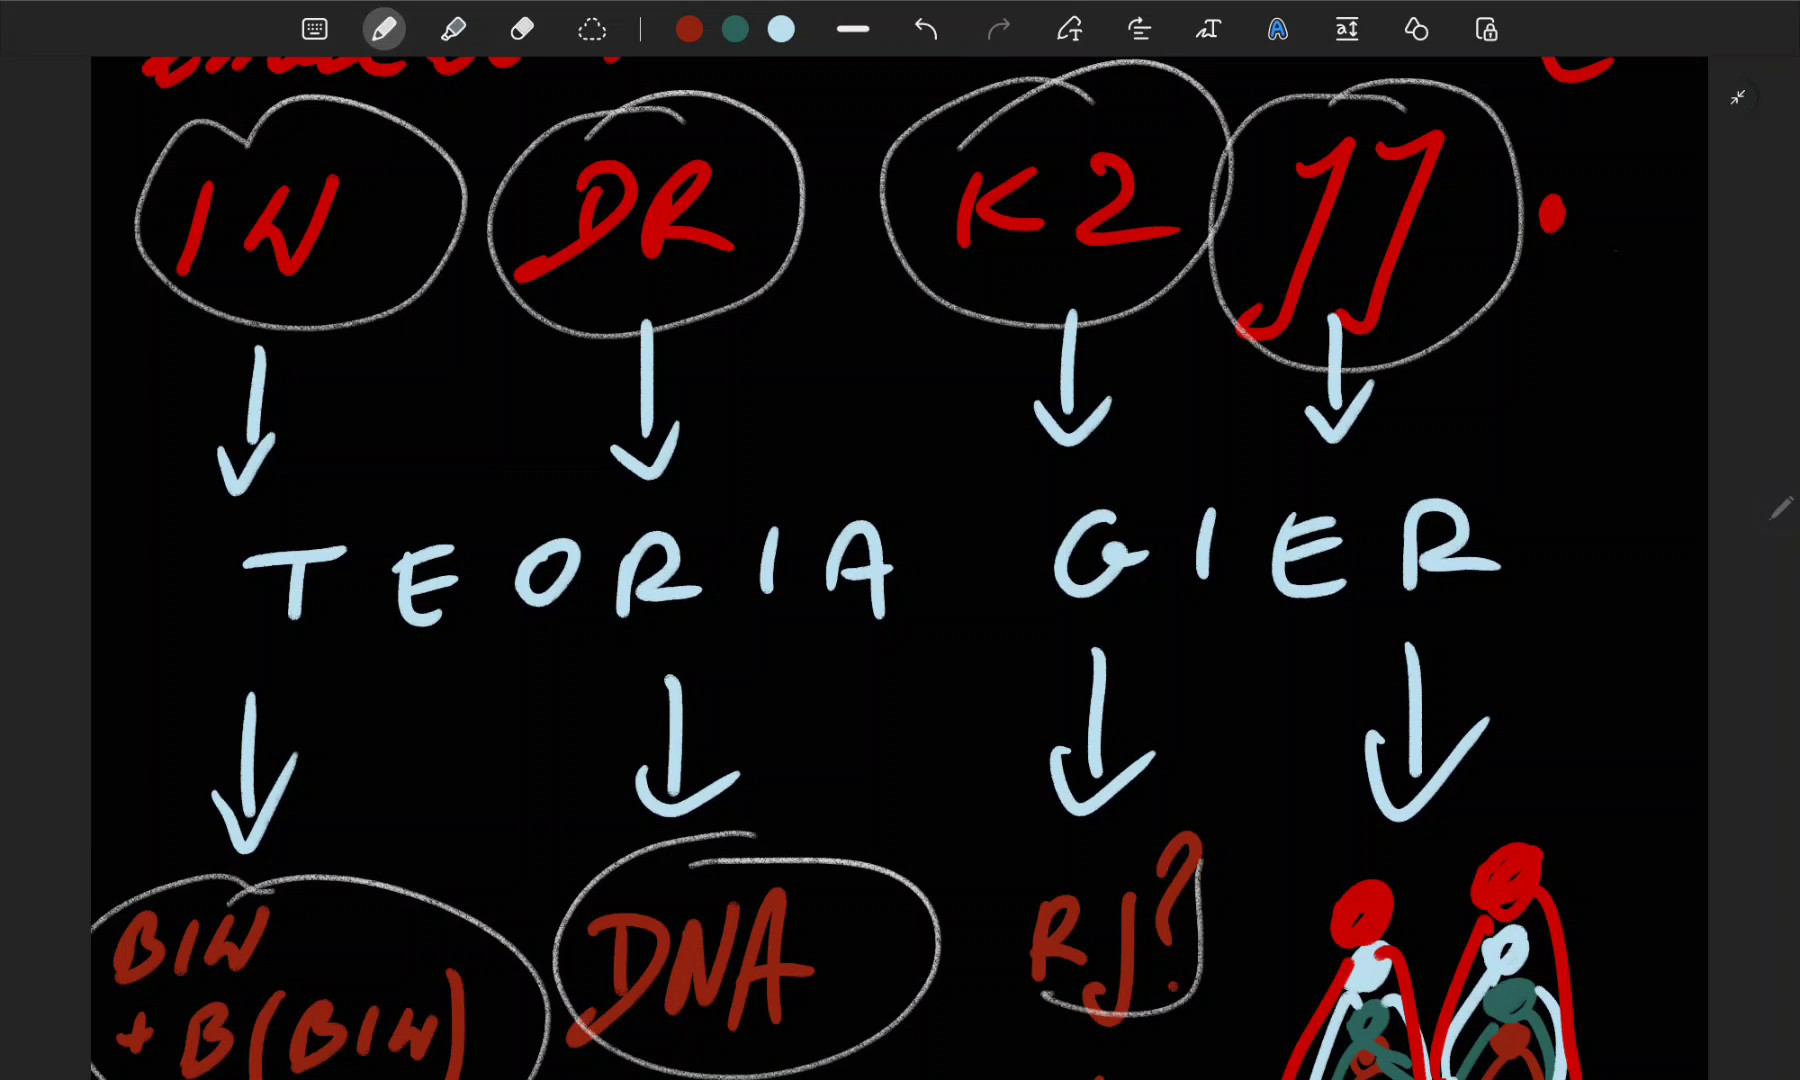 IW DR K2 JJ
TEORIA GIER
BIW DNA RJ?
+ B(BIW)